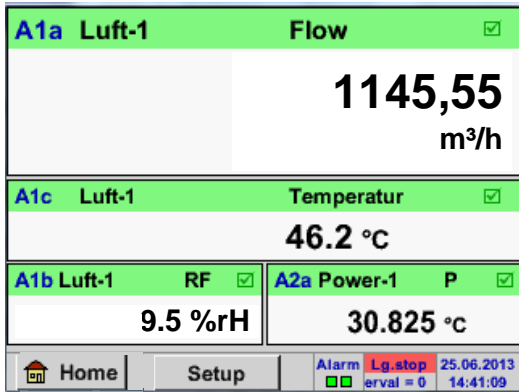 A1a Luft-1 Flow
1145,55
m³/h
A1c Luft-1 Temperatur
46.2 °C
A1b Luft-1 RF
9.5 %rH
A2a Power-1 P
30.825 °C
Home Setup
Alarm
Lg.stop
erval = 0
25.06.2013
14:41:09